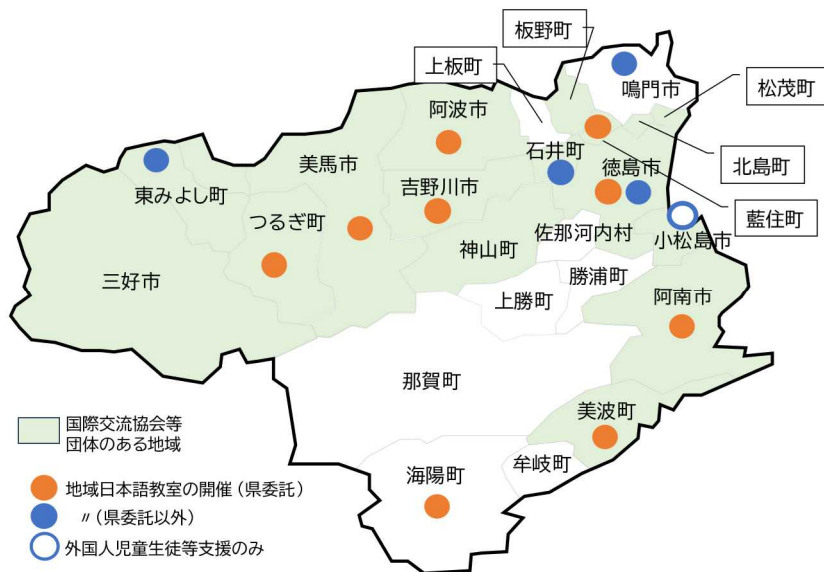 板野町
上板町
鳴門市
松茂町
阿波市
石井町
徳島市
北島町
美馬市
東みよし町
吉野川市
藍住町
つるぎ町
佐那河内村
小松島市
神山町
三好市
勝浦町
上勝町
阿南市
那賀町
美波町
牟岐町
海陽町
国際交流協会等
団体のある地域
地域日本語教室の開催(県委託)
〃(県委託以外)
外国人児童生徒等支援のみ